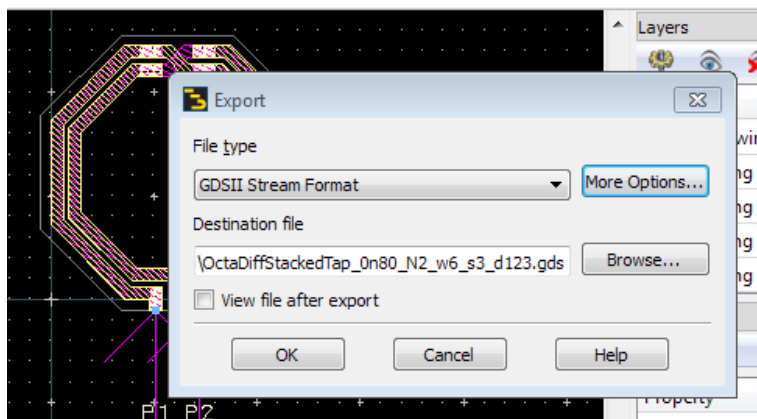 Layers
Export
File type
GDSII Stream Format
More Options...
Destination file
\OctaDiffStackedTap_0n80_N2_w6_s3_d123.gds
Browse...
View file after export
OK
Cancel
Help
P1 P2
Property